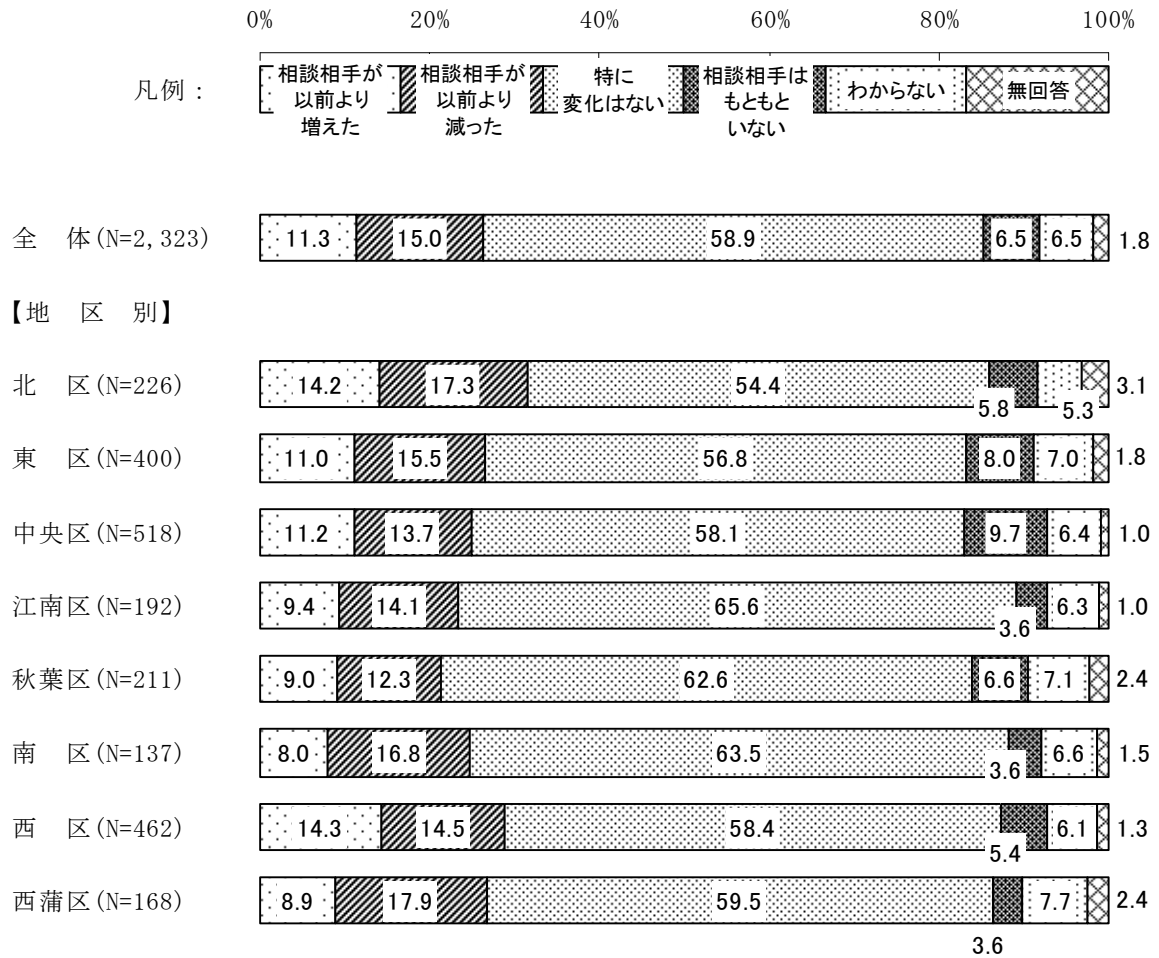 0% 20% 40% 60% 80% 100%
凡例：
相談相手が
以前より
増えた
相談相手が
以前より
減った
特に
変化はない
相談相手は
もともと
いない
わからない
無回答
全　体(N=2,323) 11.3 15.0 58.9 6.5 6.5 1.8
【地　区　別】
北　区(N=226) 14.2 17.3 54.4 5.8 5.3 3.1
東　区(N=400) 11.0 15.5 56.8 8.0 7.0 1.8
中央区(N=518) 11.2 13.7 58.1 9.7 6.4 1.0
江南区(N=192) 9.4 14.1 65.6 3.6 6.3 1.0
秋葉区(N=211) 9.0 12.3 62.6 6.6 7.1 2.4
南　区(N=137) 8.0 16.8 63.5 3.6 6.6 1.5
西　区(N=462) 14.3 14.5 58.4 5.4 6.1 1.3
西蒲区(N=168) 8.9 17.9 59.5 3.6 7.7 2.4